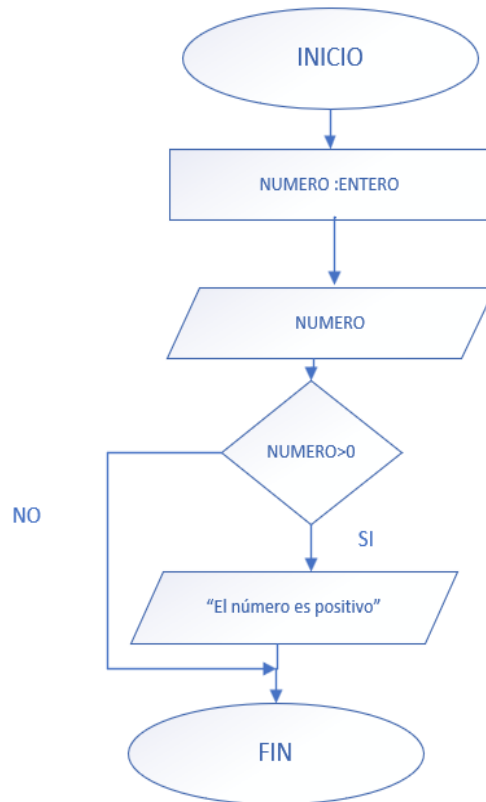 INICIO
NUMERO :ENTERO
NUMERO
NUMERO>0
NO
SI
“El número es positivo”
FIN